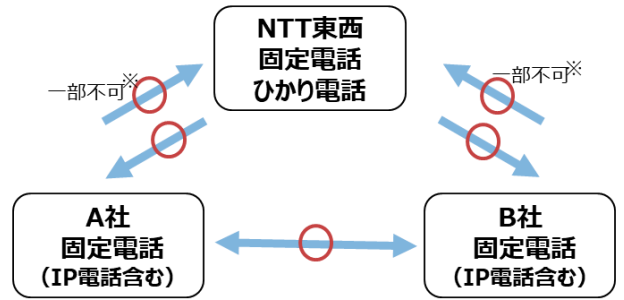 NTT東西
固定電話
ひかり電話
一部不可※
一部不可※
A社
固定電話
（IP電話含む）
B社
固定電話
（IP電話含む）